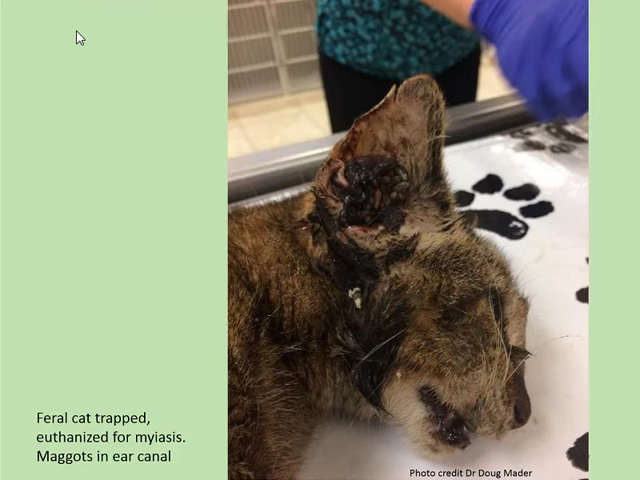 Feral cat trapped,
euthanized for myiasis.
Maggots in ear canal
Photo credit Dr Doug Mader